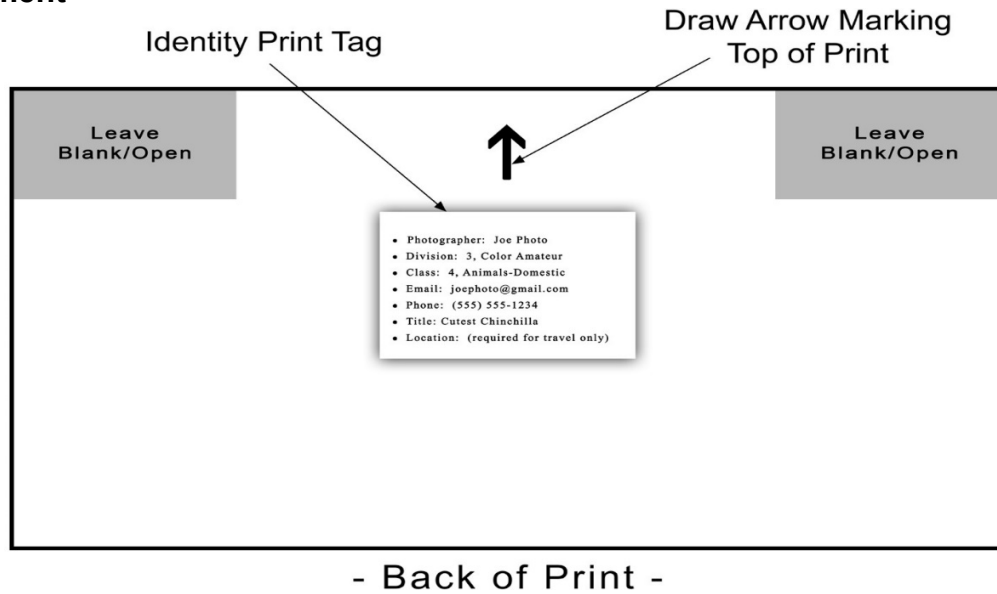 Identity Print Tag
Draw Arrow Marking
Top of Print
Leave
Blank/Open
Leave
Blank/Open
• Photographer: Joe Photo
• Division: 3, Color Amateur
• Class: 4, Animals-Domestic
• Email: joephoto@gmail.com
• Phone: (555) 555-1234
• Title: Cutest Chinchilla
• Location: (required for travel only)
- Back of Print -